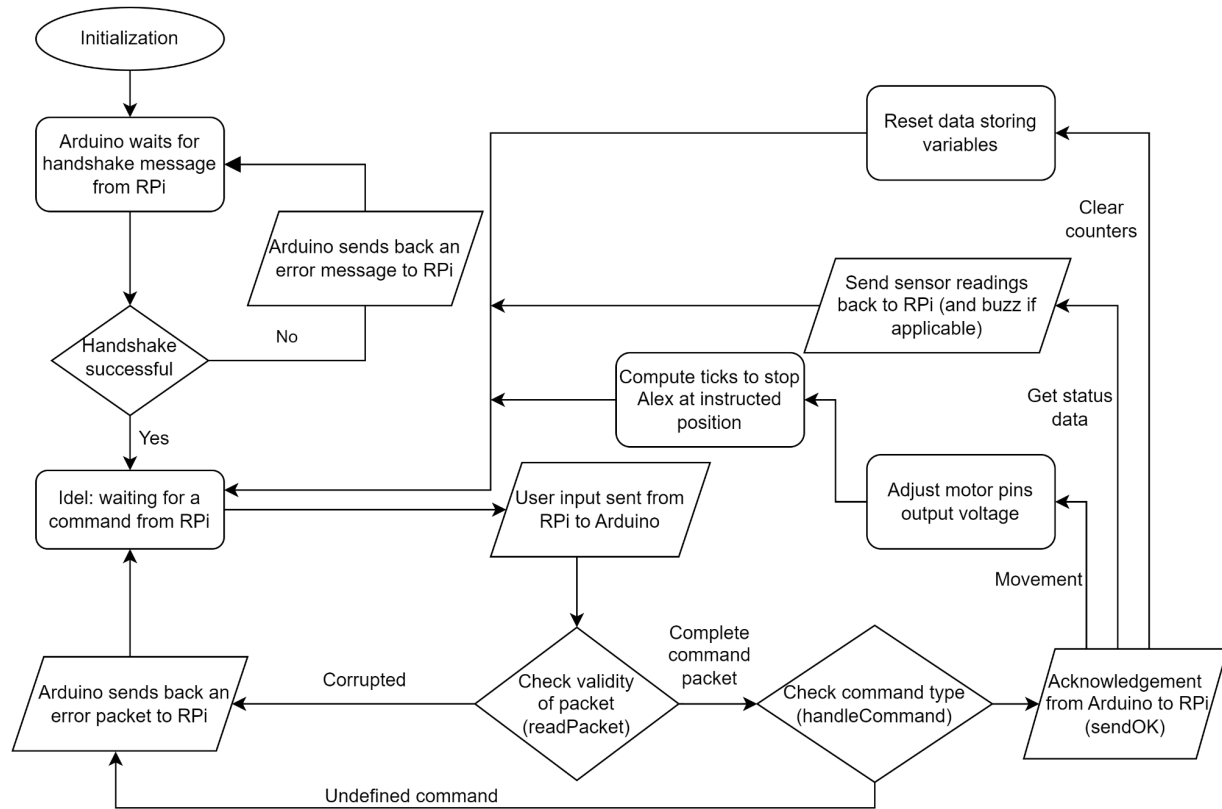 Initialization
Arduino waits for
handshake message
from RPi
Arduino sends back an
error message to RPi
Handshake
successful
No
Yes
Reset data storing
variables
Clear
counters
Send sensor readings
back to RPi (and buzz if
applicable)
Compute ticks to stop
Alex at instructed
position
Get status
data
Idel: waiting for a
command from RPi
User input sent from
RPi to Arduino
Adjust motor pins
output voltage
Movement
Arduino sends back an
error packet to RPi
Corrupted
Check validity
of packet
(readPacket)
Complete
command
packet
Check command type
(handleCommand)
Acknowledgement
from Arduino to RPi
(sendOK)
Undefined command